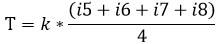 T = k * (i5 + i6 + i7 + i8) / 4